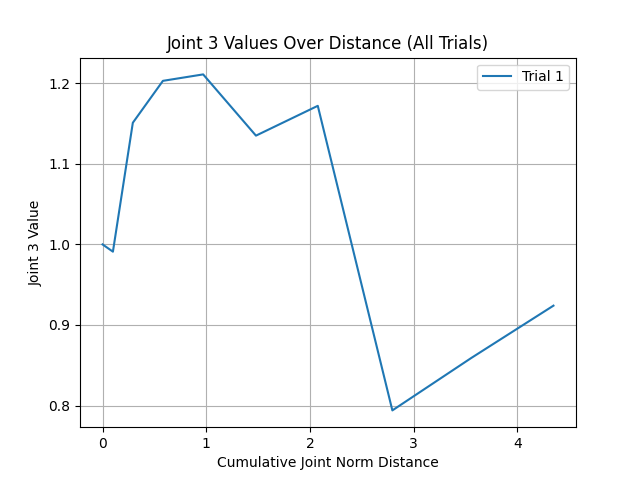 Joint 3 Values Over Distance (All Trials)
Trial 1
Joint 3 Value
1.2
1.1
1.0
0.9
0.8
0 1 2 3 4
Cumulative Joint Norm Distance